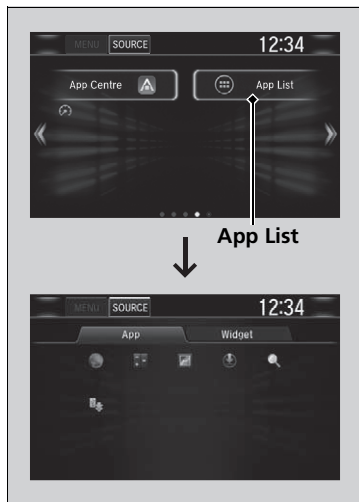 MENU SOURCE 12:34
App Centre App List
App List
MENU SOURCE 12:34
App Widget